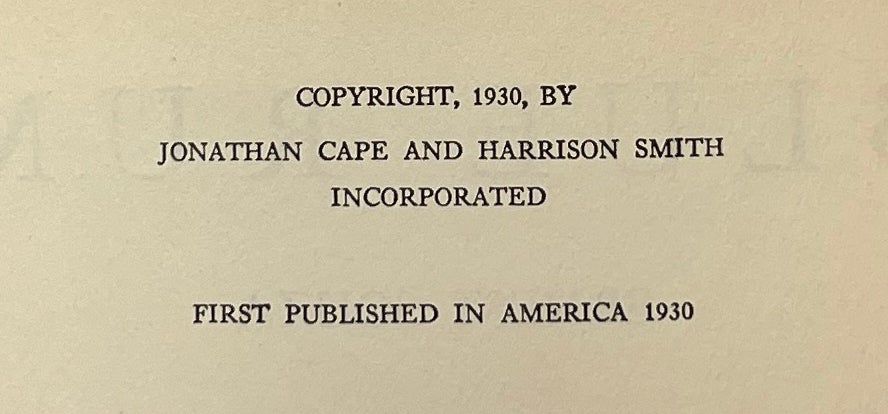 COPYRIGHT, 1930, BY
JONATHAN CAPE AND HARRISON SMITH
INCORPORATED
FIRST PUBLISHED IN AMERICA 1930